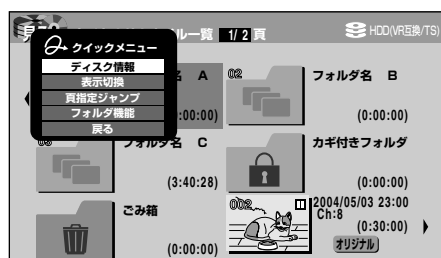 見
ル一覧 1/2頁
HDD(VR互換/TS)
クイックメニュー
ディスク情報
表示切換
頁指定ジャンプ
フォルダ機能
戻る
名 A
:00:00)
02
フォルダ名 B
(0:00:00)
03
フォルダ名 C
(3:40:28)
カギ付きフォルダ
(0:00:00)
ごみ箱
(0:00:00)
002
2004/05/03 23:00
Ch:8
(0:30:00)
オリジナル